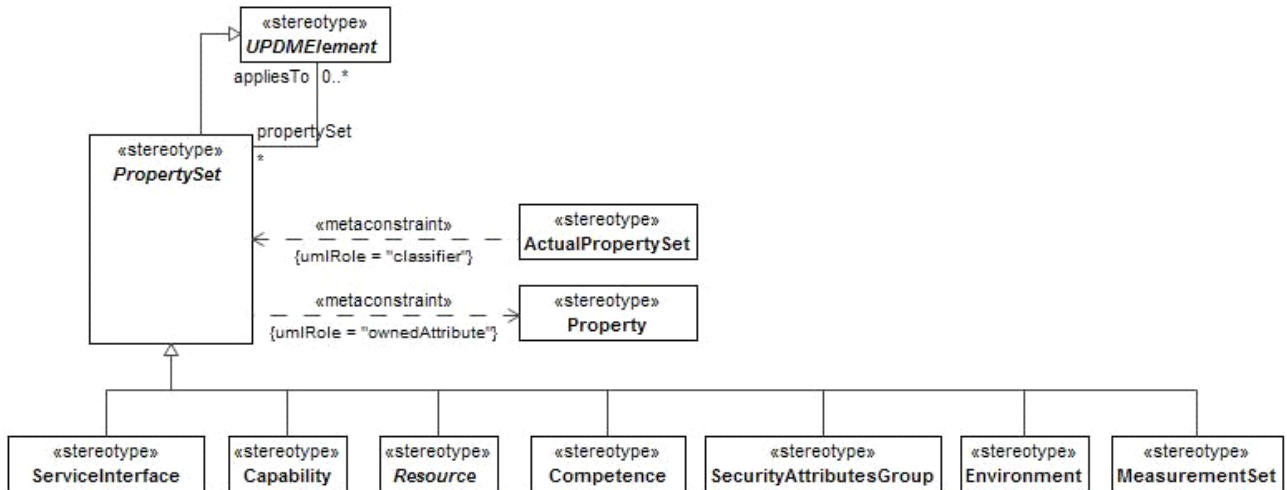 «stereotype»
UPDMElement
appliesTo 0..*
propertySet
*
«stereotype»
PropertySet
«metaconstraint»
{umlRole = "classifier"}
«stereotype»
ActualPropertySet
«metaconstraint»
{umlRole = "ownedAttribute"}
«stereotype»
Property
«stereotype»
ServiceInterface
«stereotype»
Capability
«stereotype»
Resource
«stereotype»
Competence
«stereotype»
SecurityAttributesGroup
«stereotype»
Environment
«stereotype»
MeasurementSet